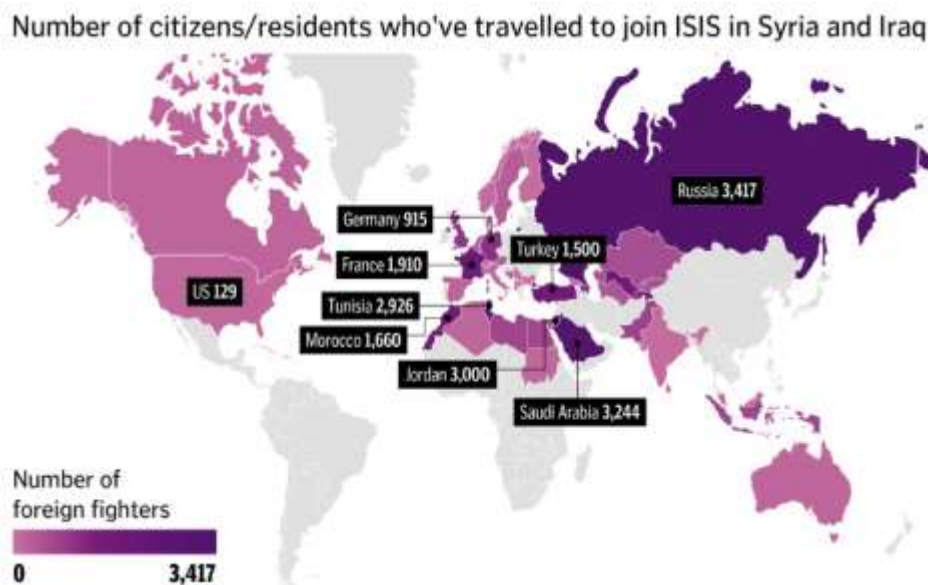 Number of citizens/residents who've travelled to join ISIS in Syria and Iraq
Russia 3,417
Germany 915
Turkey 1,500
France 1,910
US 129
Tunisia 2,926
Morocco 1,660
Jordan 3,000
Saudi Arabia 3,244
Number of
foreign fighters
0 3,417